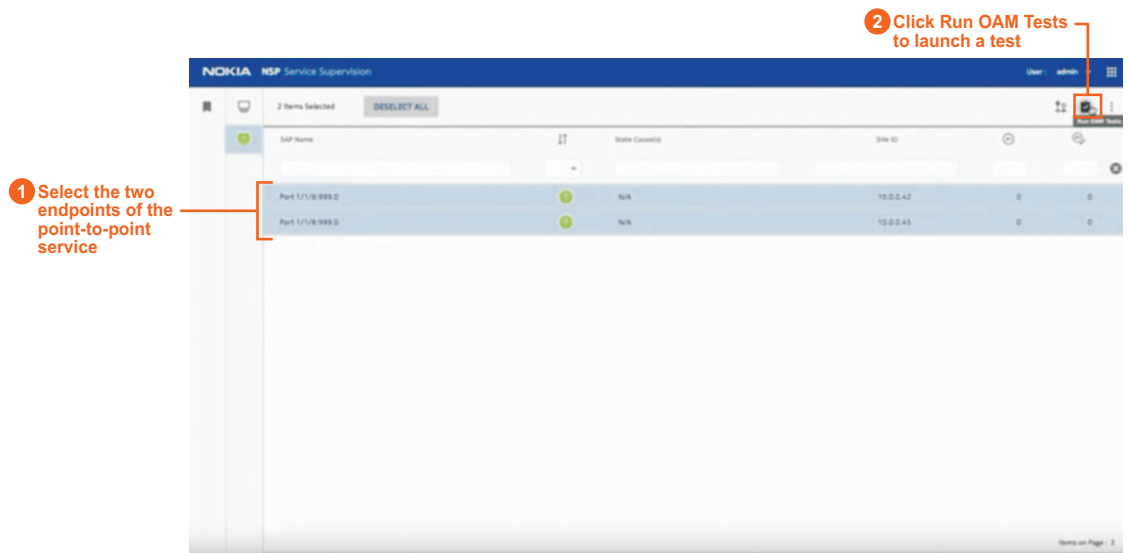 2 Click Run OAM Tests
to launch a test
NOKIA NSP Service Supervision
User: admin
2 Items Selected
DESELECT ALL
Run OAM Tests
SAP Name
State Cause(s)
Site ID
1 Select the two
endpoints of the
point-to-point
service
Port 1/1/8:999.0 N/A 10.0.0.42 0 0
Port 1/1/8:999.0 N/A 10.0.0.45 0 0
Items on Page: 2